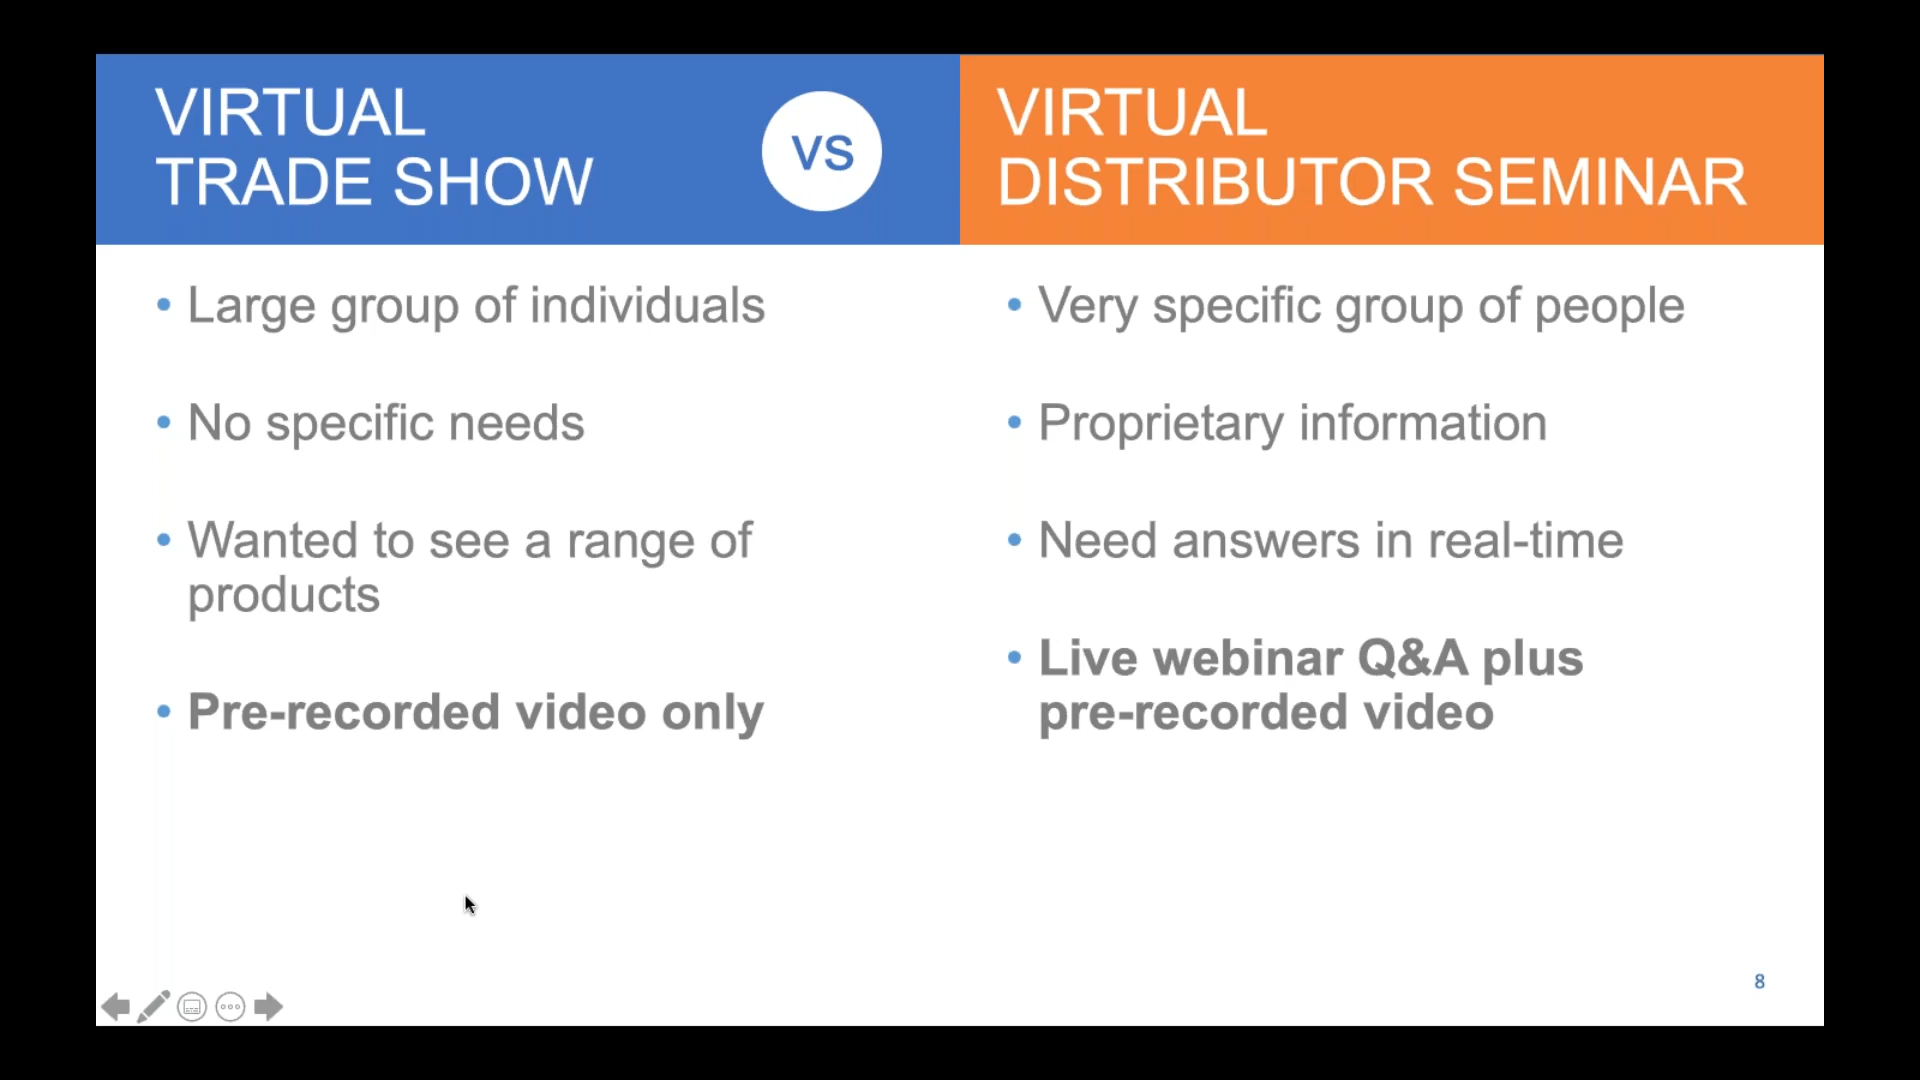 VIRTUAL
TRADE SHOW
VS
VIRTUAL
DISTRIBUTOR SEMINAR
• Large group of individuals
• No specific needs
• Wanted to see a range of
products
• Pre-recorded video only
• Very specific group of people
• Proprietary information
• Need answers in real-time
• Live webinar Q&A plus
pre-recorded video
8